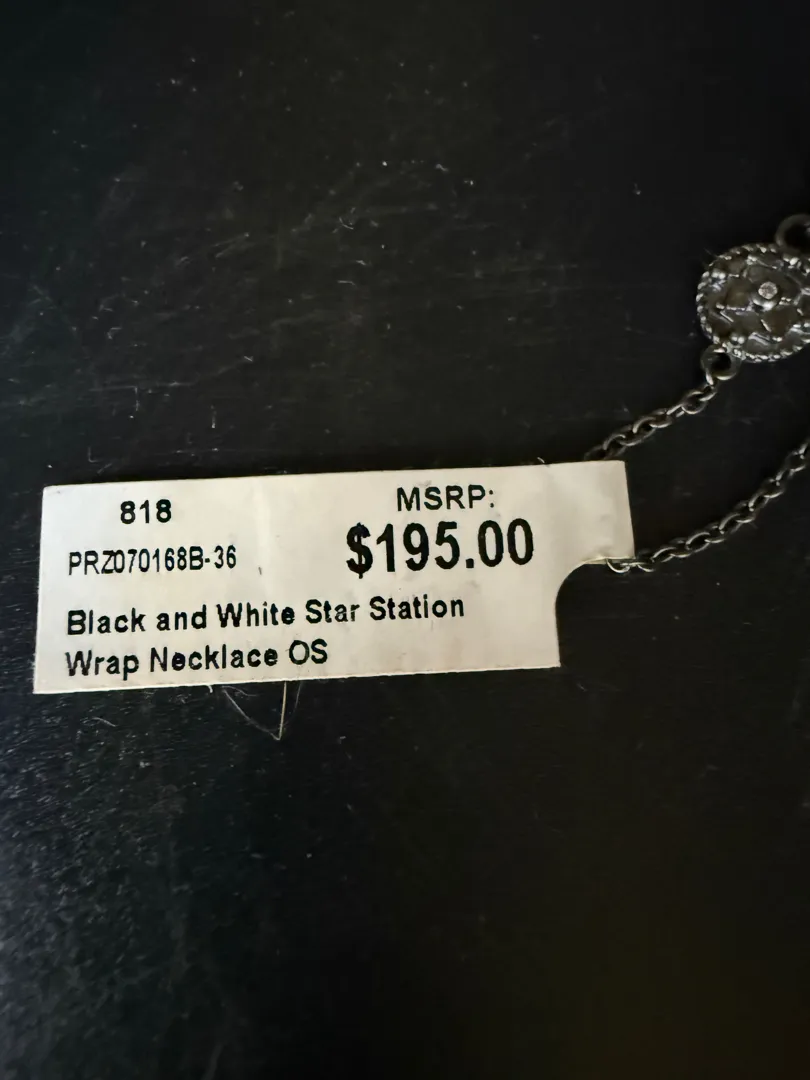 818
MSRP:
PRZ070168B-36
$195.00
Black and White Star Station
Wrap Necklace OS